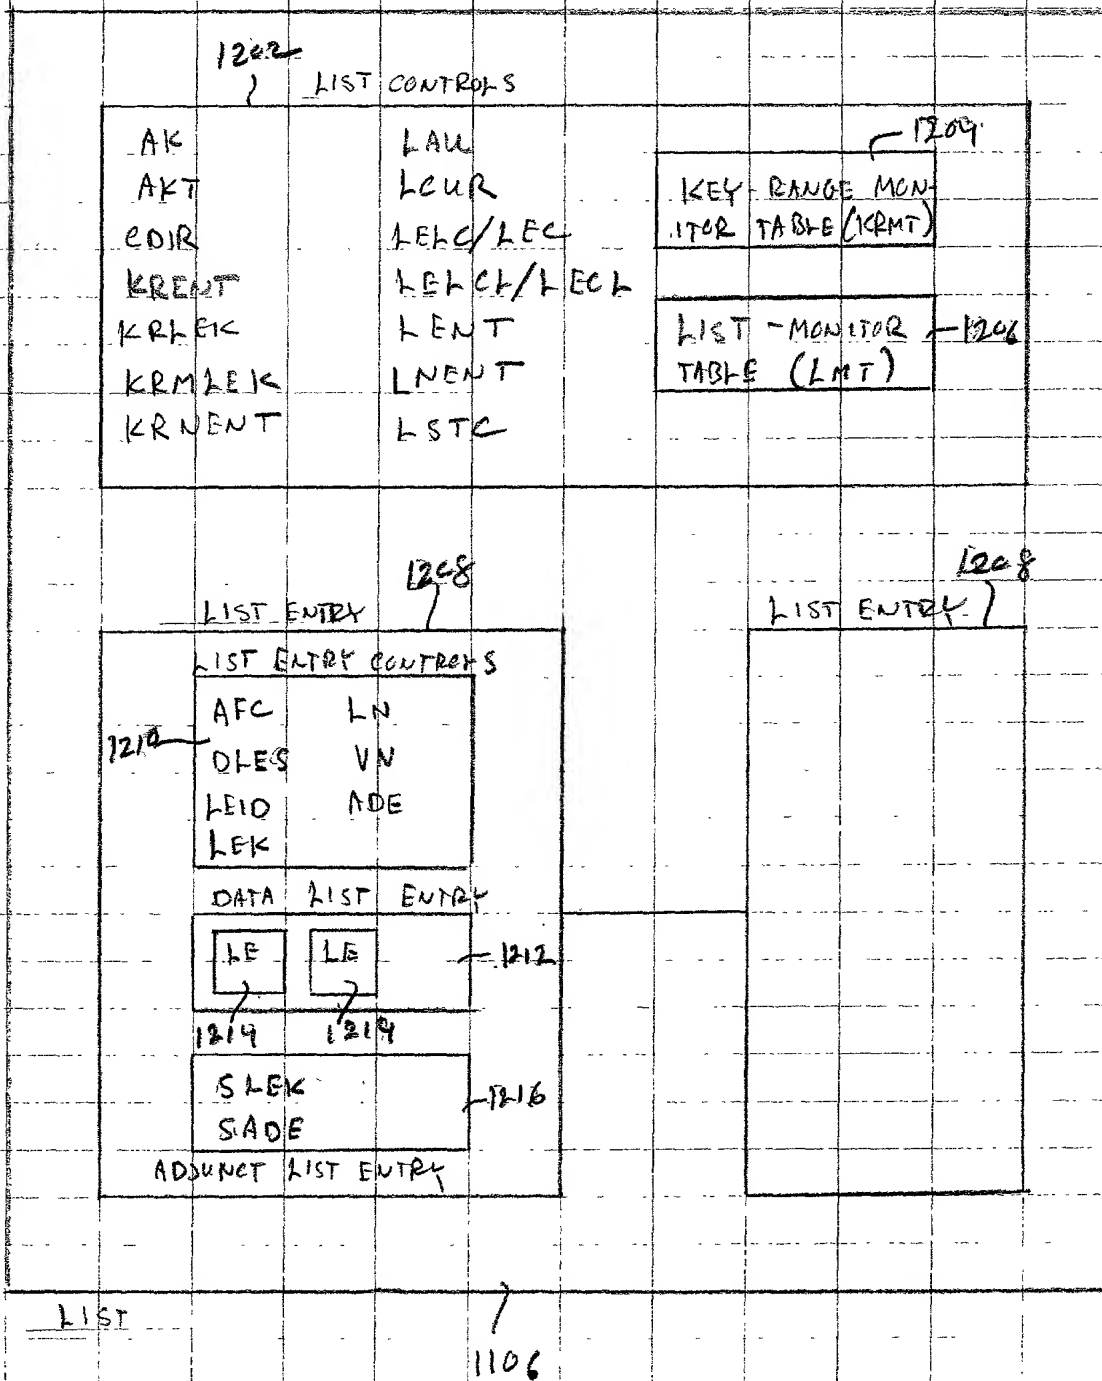 1202
LIST CONTROLS
AK
AKT
CDIR
KRENT
KRLEK
KRMLEK
KRNENT
LAU
LCUR
LELC/LEC
LELCL/LECL
LENT
LNENT
LSTC
1204
KEY-RANGE MON-
ITOR TABLE (KRMT)
LIST-MONITOR
TABLE (LMT)
1206
LIST ENTRY
1208
LIST ENTRY CONTROLS
AFC LN
DLES VN
LEID ADE
LEK
1210
DATA LIST ENTRY
LE LE
1212
1214 1214
SLEK
SADE
1216
ADJUNCT LIST ENTRY
LIST ENTRY
1208
LIST
1106